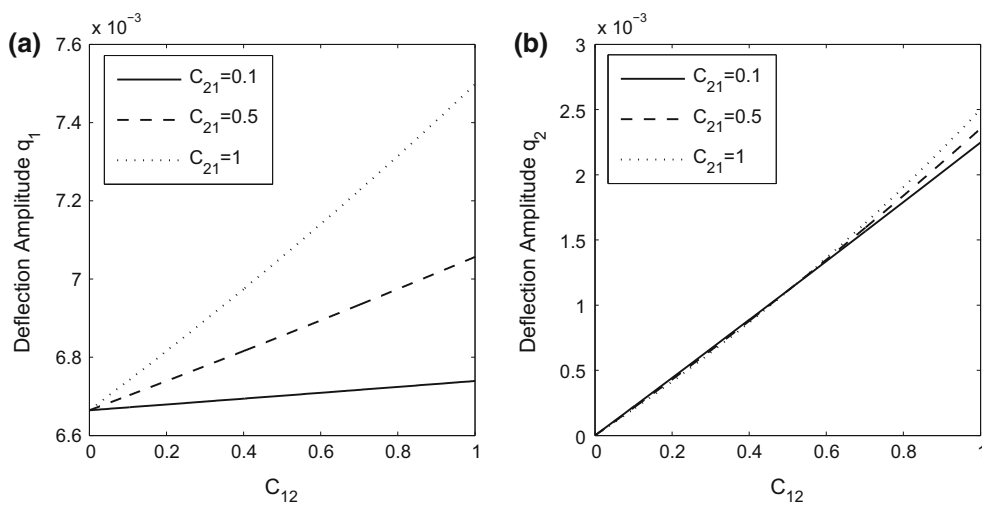 (a)
x 10⁻³
7.6
7.4
7.2
7
6.8
6.6
Deflection Amplitude q₁
C₂₁=0.1
C₂₁=0.5
C₂₁=1
0 0.2 0.4 0.6 0.8 1
C₁₂
(b)
x 10⁻³
3
2.5
2
1.5
1
0.5
0
Deflection Amplitude q₂
C₂₁=0.1
C₂₁=0.5
C₂₁=1
0 0.2 0.4 0.6 0.8 1
C₁₂